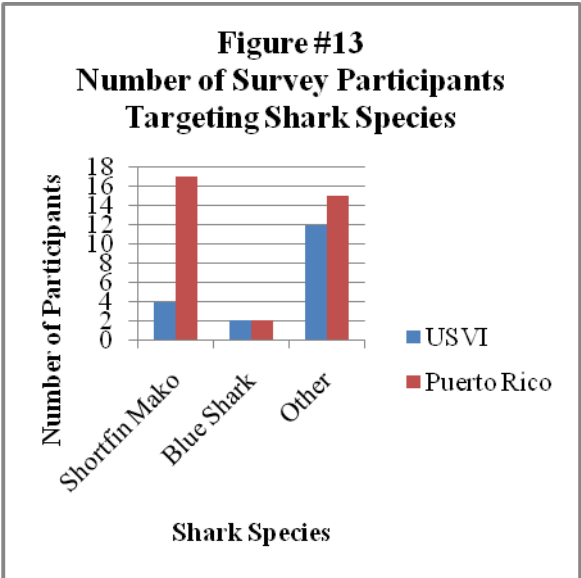 Figure #13
Number of Survey Participants
Targeting Shark Species
Number of Participants
18
16
14
12
10
8
6
4
2
0
Shortfin Mako
Blue Shark
Other
USVI
Puerto Rico
Shark Species